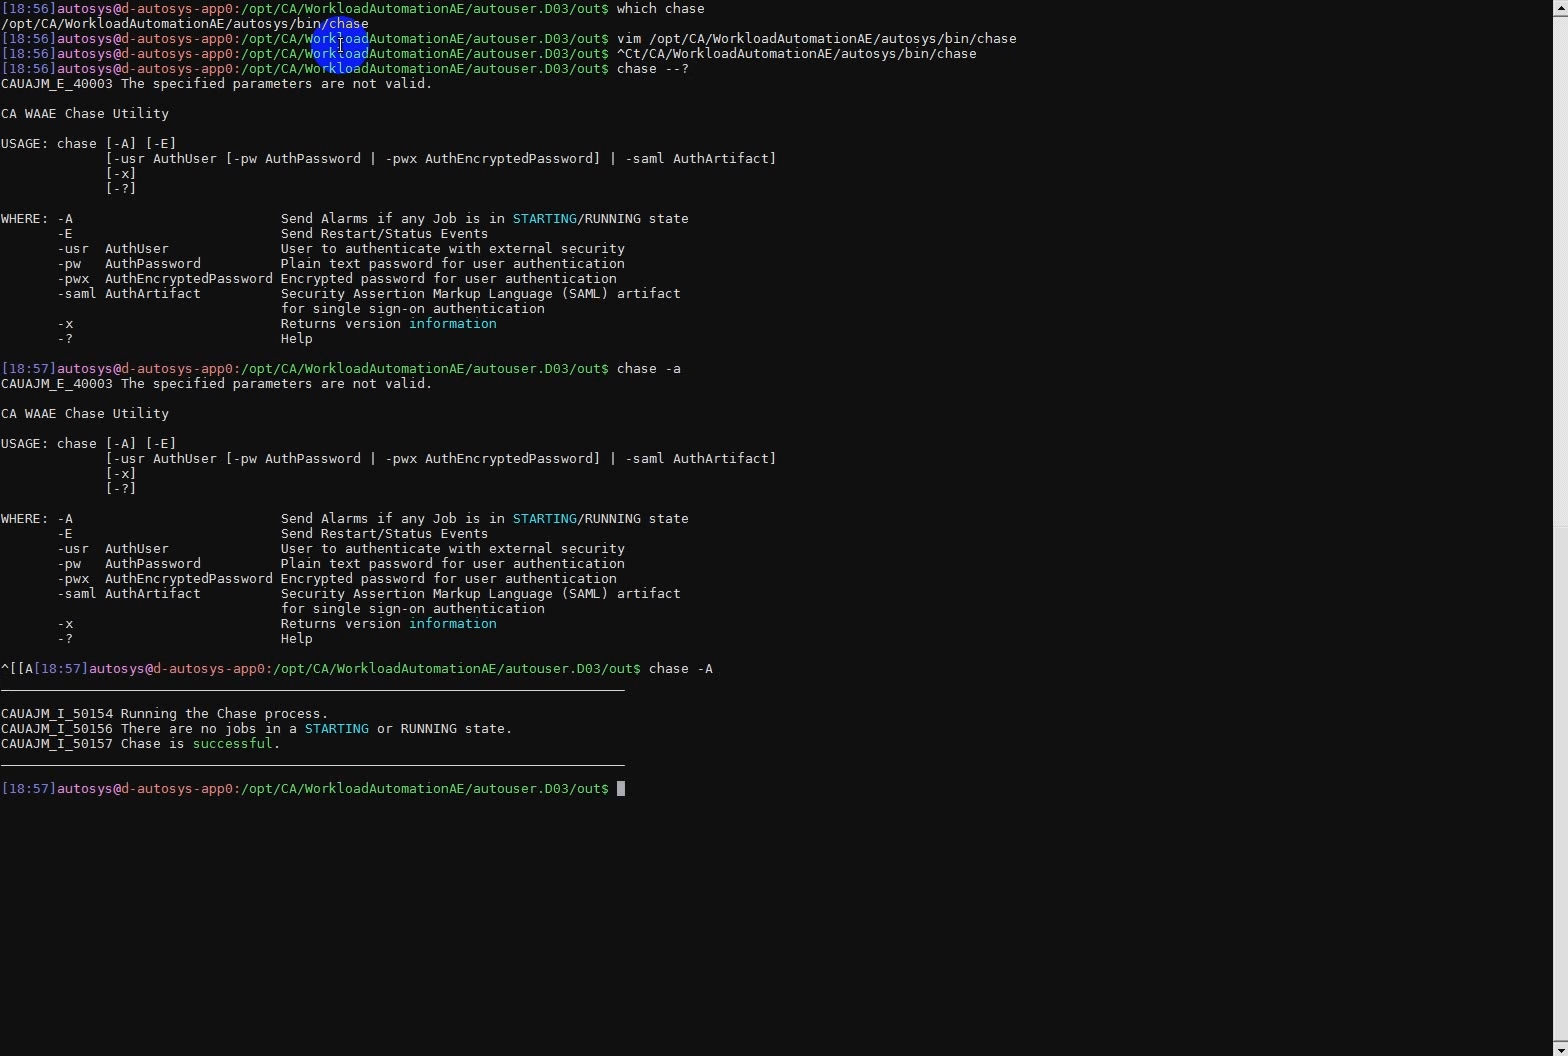 [18:56]autosys@d-autosys-app0:/opt/CA/WorkloadAutomationAE/autouser.D03/out$ which chase
/opt/CA/WorkloadAutomationAE/autosys/bin/chase
[18:56]autosys@d-autosys-app0:/opt/CA/WorkloadAutomationAE/autouser.D03/out$ vim /opt/CA/WorkloadAutomationAE/autosys/bin/chase
[18:56]autosys@d-autosys-app0:/opt/CA/WorkloadAutomationAE/autouser.D03/out$ ^Ct/CA/WorkloadAutomationAE/autosys/bin/chase
[18:56]autosys@d-autosys-app0:/opt/CA/WorkloadAutomationAE/autouser.D03/out$ chase --?
CAUAJM_E_40003 The specified parameters are not valid.
CA WAAE Chase Utility
USAGE: chase [-A] [-E]
[-usr AuthUser [-pw AuthPassword | -pwx AuthEncryptedPassword] | -saml AuthArtifact]
[-x]
[-?]
WHERE: -A Send Alarms if any Job is in STARTING/RUNNING state
-E Send Restart/Status Events
-usr AuthUser User to authenticate with external security
-pw AuthPassword Plain text password for user authentication
-pwx AuthEncryptedPassword Encrypted password for user authentication
-saml AuthArtifact Security Assertion Markup Language (SAML) artifact
for single sign-on authentication
-x Returns version information
-? Help
[18:57]autosys@d-autosys-app0:/opt/CA/WorkloadAutomationAE/autouser.D03/out$ chase -a
CAUAJM_E_40003 The specified parameters are not valid.
CA WAAE Chase Utility
USAGE: chase [-A] [-E]
[-usr AuthUser [-pw AuthPassword | -pwx AuthEncryptedPassword] | -saml AuthArtifact]
[-x]
[-?]
WHERE: -A Send Alarms if any Job is in STARTING/RUNNING state
-E Send Restart/Status Events
-usr AuthUser User to authenticate with external security
-pw AuthPassword Plain text password for user authentication
-pwx AuthEncryptedPassword Encrypted password for user authentication
-saml AuthArtifact Security Assertion Markup Language (SAML) artifact
for single sign-on authentication
-x Returns version information
-? Help
^[[A[18:57]autosys@d-autosys-app0:/opt/CA/WorkloadAutomationAE/autouser.D03/out$ chase -A
CAUAJM_I_50154 Running the Chase process.
CAUAJM_I_50156 There are no jobs in a STARTING or RUNNING state.
CAUAJM_I_50157 Chase is successful.
[18:57]autosys@d-autosys-app0:/opt/CA/WorkloadAutomationAE/autouser.D03/out$